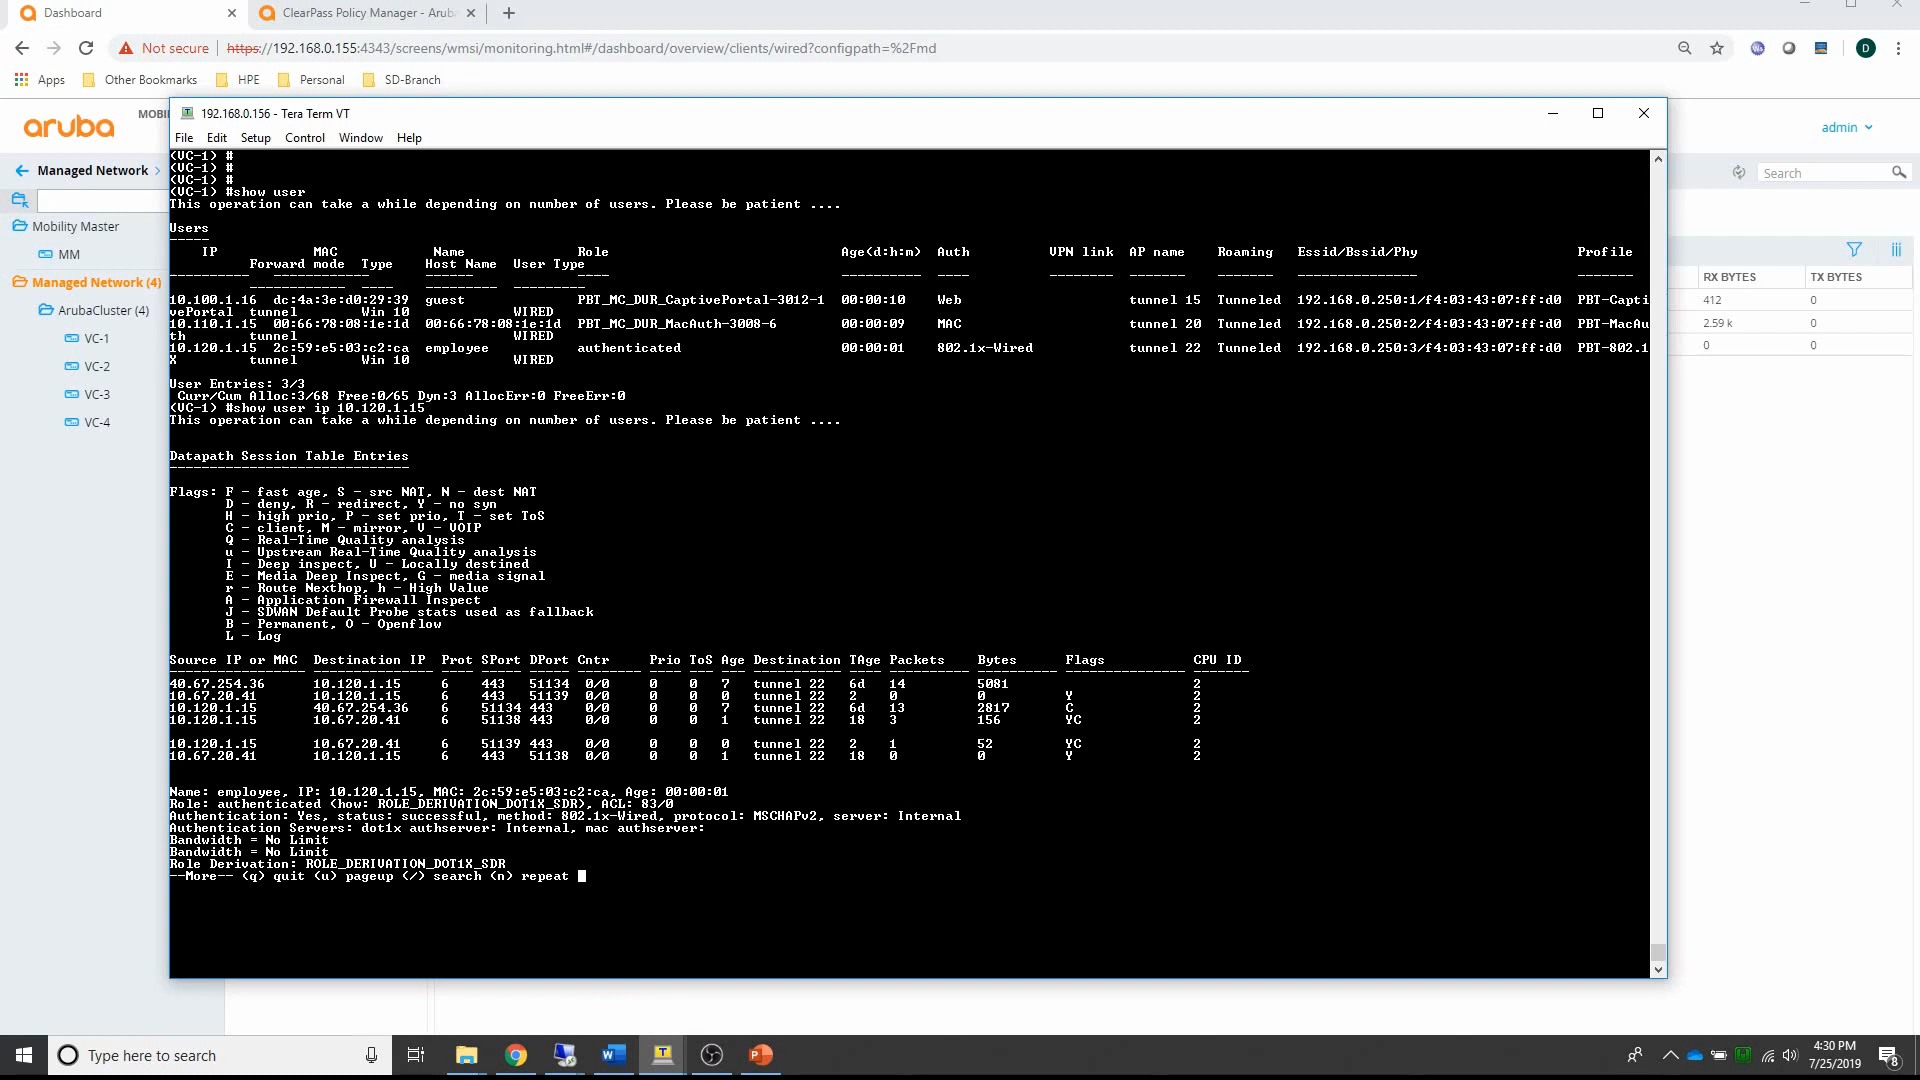 Dashboard
ClearPass Policy Manager - Aruba
Not secure https://192.168.0.155:4343/screens/wmsi/monitoring.html#/dashboard/overview/clients/wired?configpath=%2Fmd
D
Apps Other Bookmarks HPE Personal SD-Branch
aruba
MOBI
admin
Managed Network
Search
Mobility Master
MM
Managed Network (4)
ArubaCluster (4)
VC-1
VC-2
VC-3
VC-4
RX BYTES TX BYTES
412 0
2.59 k 0
0 0
192.168.0.156 - Tera Term VT
File Edit Setup Control Window Help
(VC-1) #
(VC-1) #
(VC-1) #
(VC-1) #show user
This operation can take a while depending on number of users. Please be patient ....
Users
-----
IP MAC Name Role Age(d:h:m) Auth VPN link AP name Roaming Essid/Bssid/Phy Profile
Forward mode Type Host Name User Type
10.100.1.16 dc:4a:3e:d0:29:39 guest PBT_MC_DUR_CaptivePortal-3012-1 00:00:10 Web tunnel 15 Tunneled 192.168.0.250:1/f4:03:43:07:ff:d0 PBT-Capti
vePortal tunnel Win 10 WIRED
10.110.1.15 00:66:78:08:1e:1d 00:66:78:08:1e:1d PBT_MC_DUR_MacAuth-3008-6 00:00:09 MAC tunnel 20 Tunneled 192.168.0.250:2/f4:03:43:07:ff:d0 PBT-MacAu
th tunnel WIRED
10.120.1.15 2c:59:e5:03:c2:ca employee authenticated 00:00:01 802.1x-Wired tunnel 22 Tunneled 192.168.0.250:3/f4:03:43:07:ff:d0 PBT-802.1
X tunnel Win 10 WIRED
User Entries: 3/3
Curr/Cum Alloc:3/68 Free:0/65 Dyn:3 AllocErr:0 FreeErr:0
(VC-1) #show user ip 10.120.1.15
This operation can take a while depending on number of users. Please be patient ....
Datapath Session Table Entries
------------------------------
Flags: F - fast age, S - src NAT, N - dest NAT
D - deny, R - redirect, Y - no syn
H - high prio, P - set prio, T - set ToS
C - client, M - mirror, V - VOIP
Q - Real-Time Quality analysis
u - Upstream Real-Time Quality analysis
I - Deep inspect, U - Locally destined
E - Media Deep Inspect, G - media signal
r - Route Nexthop, h - High Value
A - Application Firewall Inspect
J - SDWAN Default Probe stats used as fallback
B - Permanent, O - Openflow
L - Log
Source IP or MAC Destination IP Prot SPort DPort Cntr Prio ToS Age Destination TAge Packets Bytes Flags CPU ID
40.67.254.36 10.120.1.15 6 443 51134 0/0 0 0 7 tunnel 22 6d 14 5081 2
10.67.20.41 10.120.1.15 6 443 51139 0/0 0 0 0 tunnel 22 2 0 0 Y 2
10.120.1.15 40.67.254.36 6 51134 443 0/0 0 0 7 tunnel 22 6d 13 2817 C 2
10.120.1.15 10.67.20.41 6 51138 443 0/0 0 0 1 tunnel 22 18 3 156 YC 2
10.120.1.15 10.67.20.41 6 51139 443 0/0 0 0 0 tunnel 22 2 1 52 YC 2
10.67.20.41 10.120.1.15 6 443 51138 0/0 0 0 1 tunnel 22 18 0 0 Y 2
Name: employee, IP: 10.120.1.15, MAC: 2c:59:e5:03:c2:ca, Age: 00:00:01
Role: authenticated (how: ROLE_DERIVATION_DOT1X_SDR), ACL: 83/0
Authentication: Yes, status: successful, method: 802.1x-Wired, protocol: MSCHAPv2, server: Internal
Authentication Servers: dot1x authserver: Internal, mac authserver:
Bandwidth = No Limit
Bandwidth = No Limit
Role Derivation: ROLE_DERIVATION_DOT1X_SDR
--More-- (q) quit (u) pageup (/) search (n) repeat
Type here to search
4:30 PM
7/25/2019
8